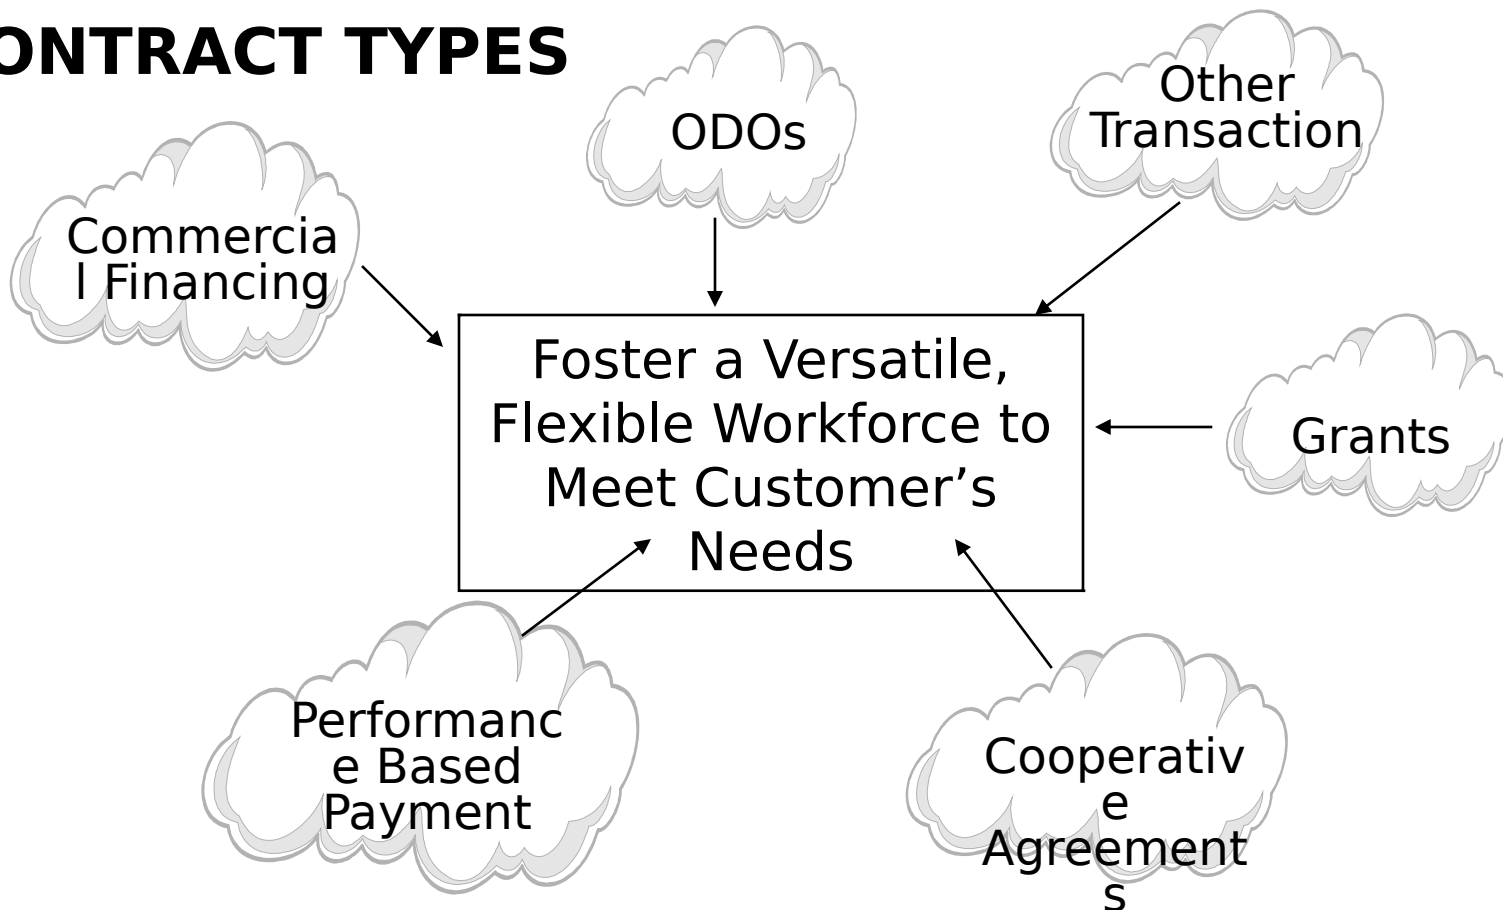 ONTRACT TYPES
ODOs
Other
Transaction
Commercia
l Financing
Foster a Versatile,
Flexible Workforce to
Meet Customer’s
Needs
Grants
Performanc
e Based
Payment
Cooperativ
e
Agreement
s